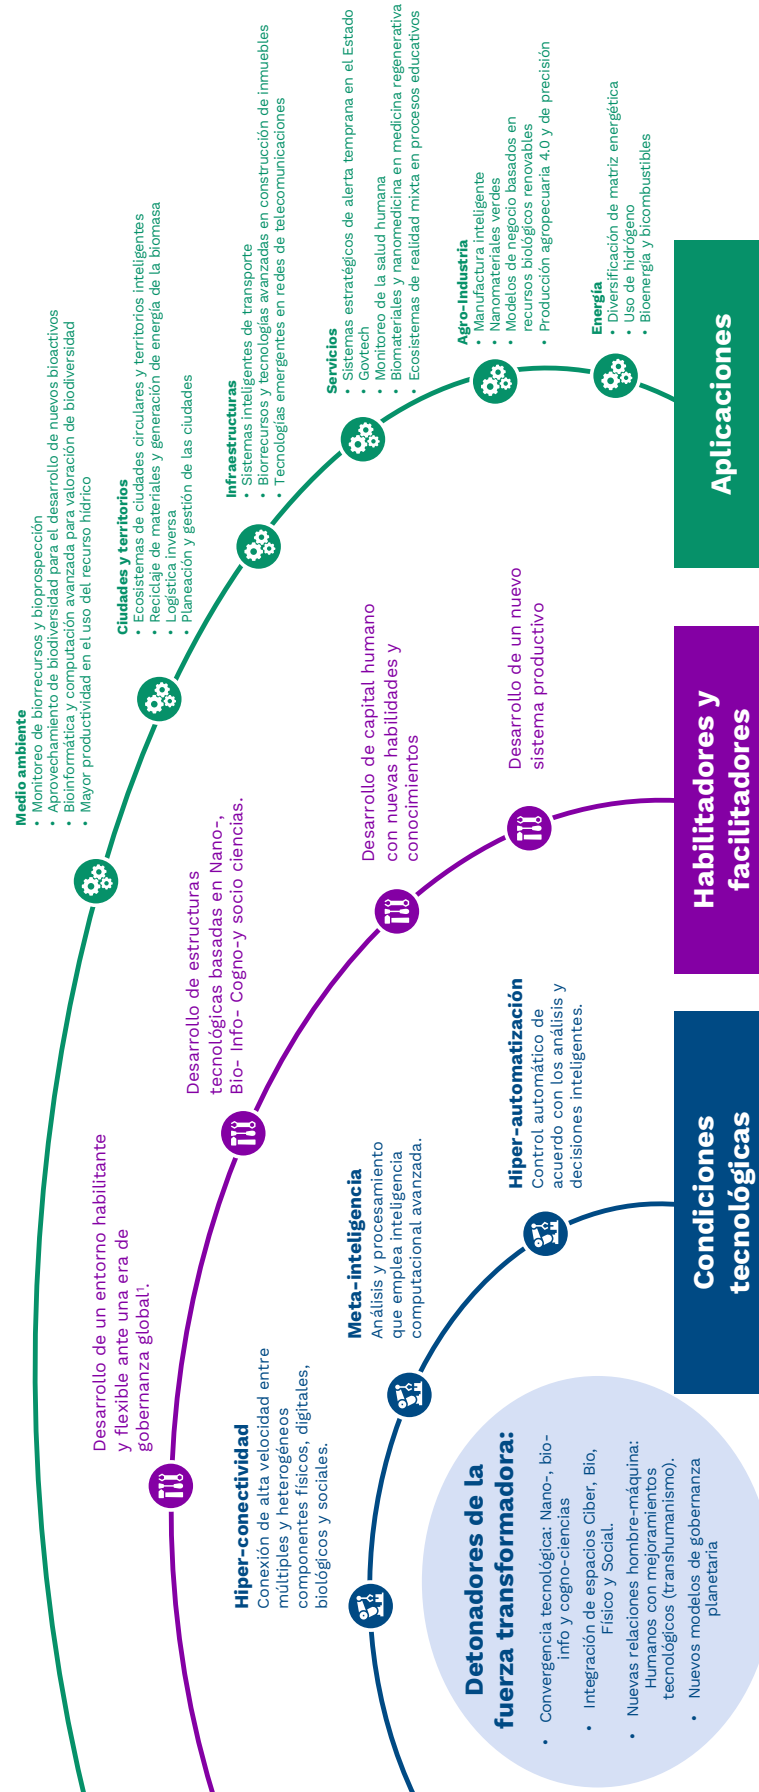 Detonadores de la
fuerza transformadora:
• Convergencia tecnológica: Nano-, bio-
info y cogno-ciencias
• Integración de espacios Ciber, Bio,
Físico y Social.
• Nuevas relaciones hombre-máquina:
Humanos con mejoramientos
tecnológicos (transhumanismo).
• Nuevos modelos de gobernanza
planetaria
Hiper-conectividad
Conexión de alta velocidad entre
múltiples y heterogéneos
componentes físicos, digitales,
biológicos y sociales.
Meta-inteligencia
Análisis y procesamiento
que emplea inteligencia
computacional avanzada.
Hiper-automatización
Control automático de
acuerdo con los análisis y
decisiones inteligentes.
Condiciones
tecnológicas
Desarrollo de un entorno habilitante
y flexible ante una era de
gobernanza global¹.
Desarrollo de estructuras
tecnológicas basadas en Nano-,
Bio- Info- Cogno-y socio ciencias.
Desarrollo de capital humano
con nuevas habilidades y
conocimientos
Desarrollo de un nuevo
sistema productivo
Habilitadores y
facilitadores
Medio ambiente
• Monitoreo de biorrecursos y bioprospección
• Aprovechamiento de biodiversidad para el desarrollo de nuevos bioactivos
• Bioinformática y computación avanzada para valoración de biodiversidad
• Mayor productividad en el uso del recurso hídrico
Ciudades y territorios
• Ecosistemas de ciudades circulares y territorios inteligentes
• Reciclaje de materiales y generación de energía de la biomasa
• Logística inversa
• Planeación y gestión de las ciudades
Infraestructuras
• Sistemas inteligentes de transporte
• Biorrecursos y tecnologías avanzadas en construcción de inmuebles
• Tecnologías emergentes en redes de telecomunicaciones
Servicios
• Sistemas estratégicos de alerta temprana en el Estado
• Govtech
• Monitoreo de la salud humana
• Biomateriales y nanomedicina en medicina regenerativa
• Ecosistemas de realidad mixta en procesos educativos
Agro-Industria
• Manufactura inteligente
• Nanomateriales verdes
• Modelos de negocio basados en
recursos biológicos renovables
• Producción agropecuaria 4.0 y de precisión
Energía
• Diversificación de matriz energética
• Uso de hidrógeno
• Bioenergía y bicombustibles
Aplicaciones